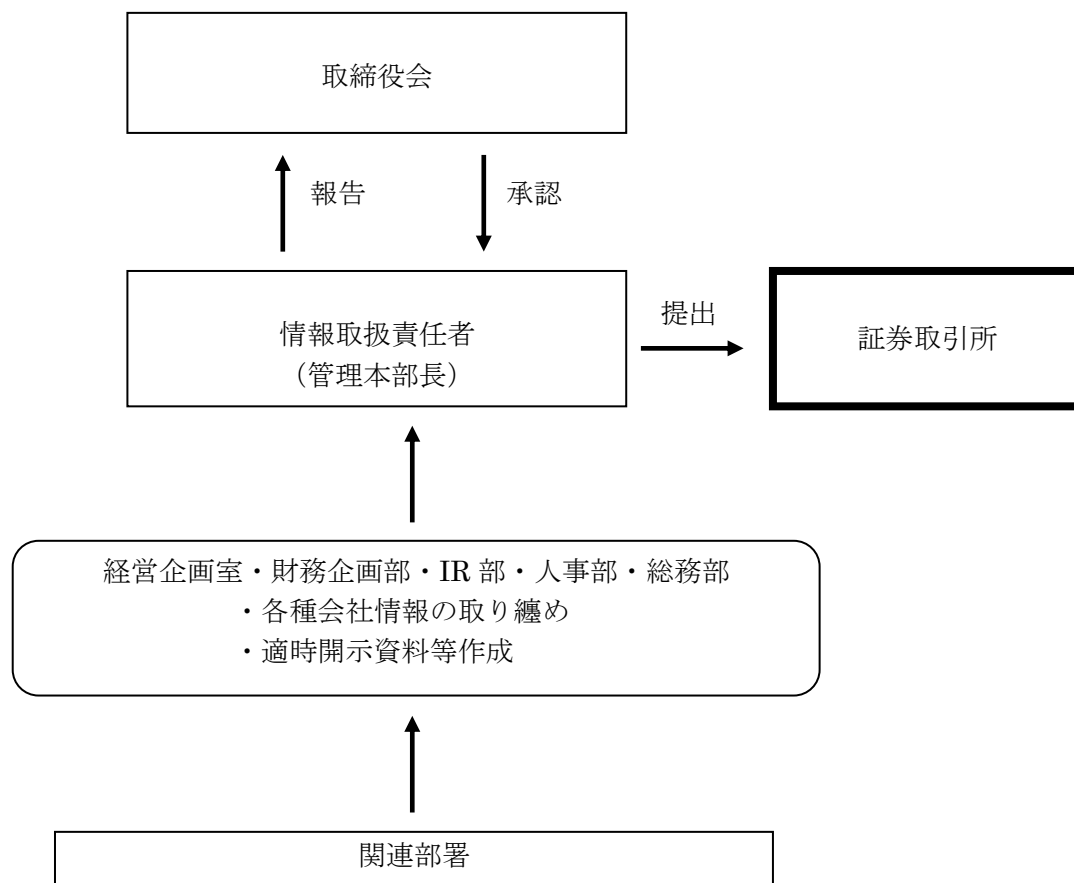 取締役会
報告
承認
情報取扱責任者
（管理本部長）
提出
証券取引所
経営企画室・財務企画部・IR 部・人事部・総務部
・各種会社情報の取り纏め
・適時開示資料等作成
関連部署